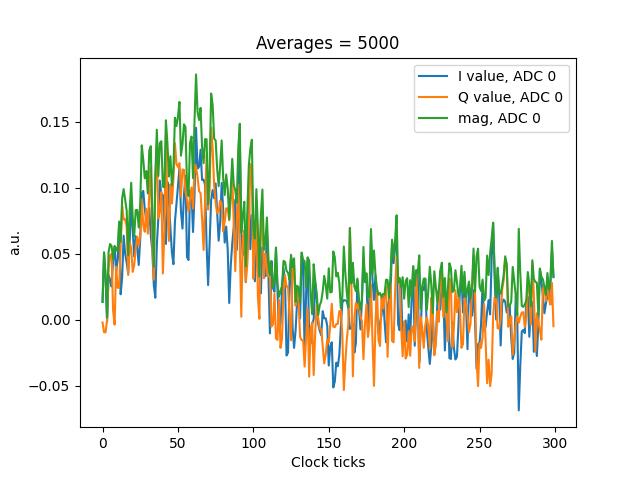 Averages = 5000
I value, ADC 0
Q value, ADC 0
mag, ADC 0
a.u.
0.15
0.10
0.05
0.00
−0.05
0 50 100 150 200 250 300
Clock ticks